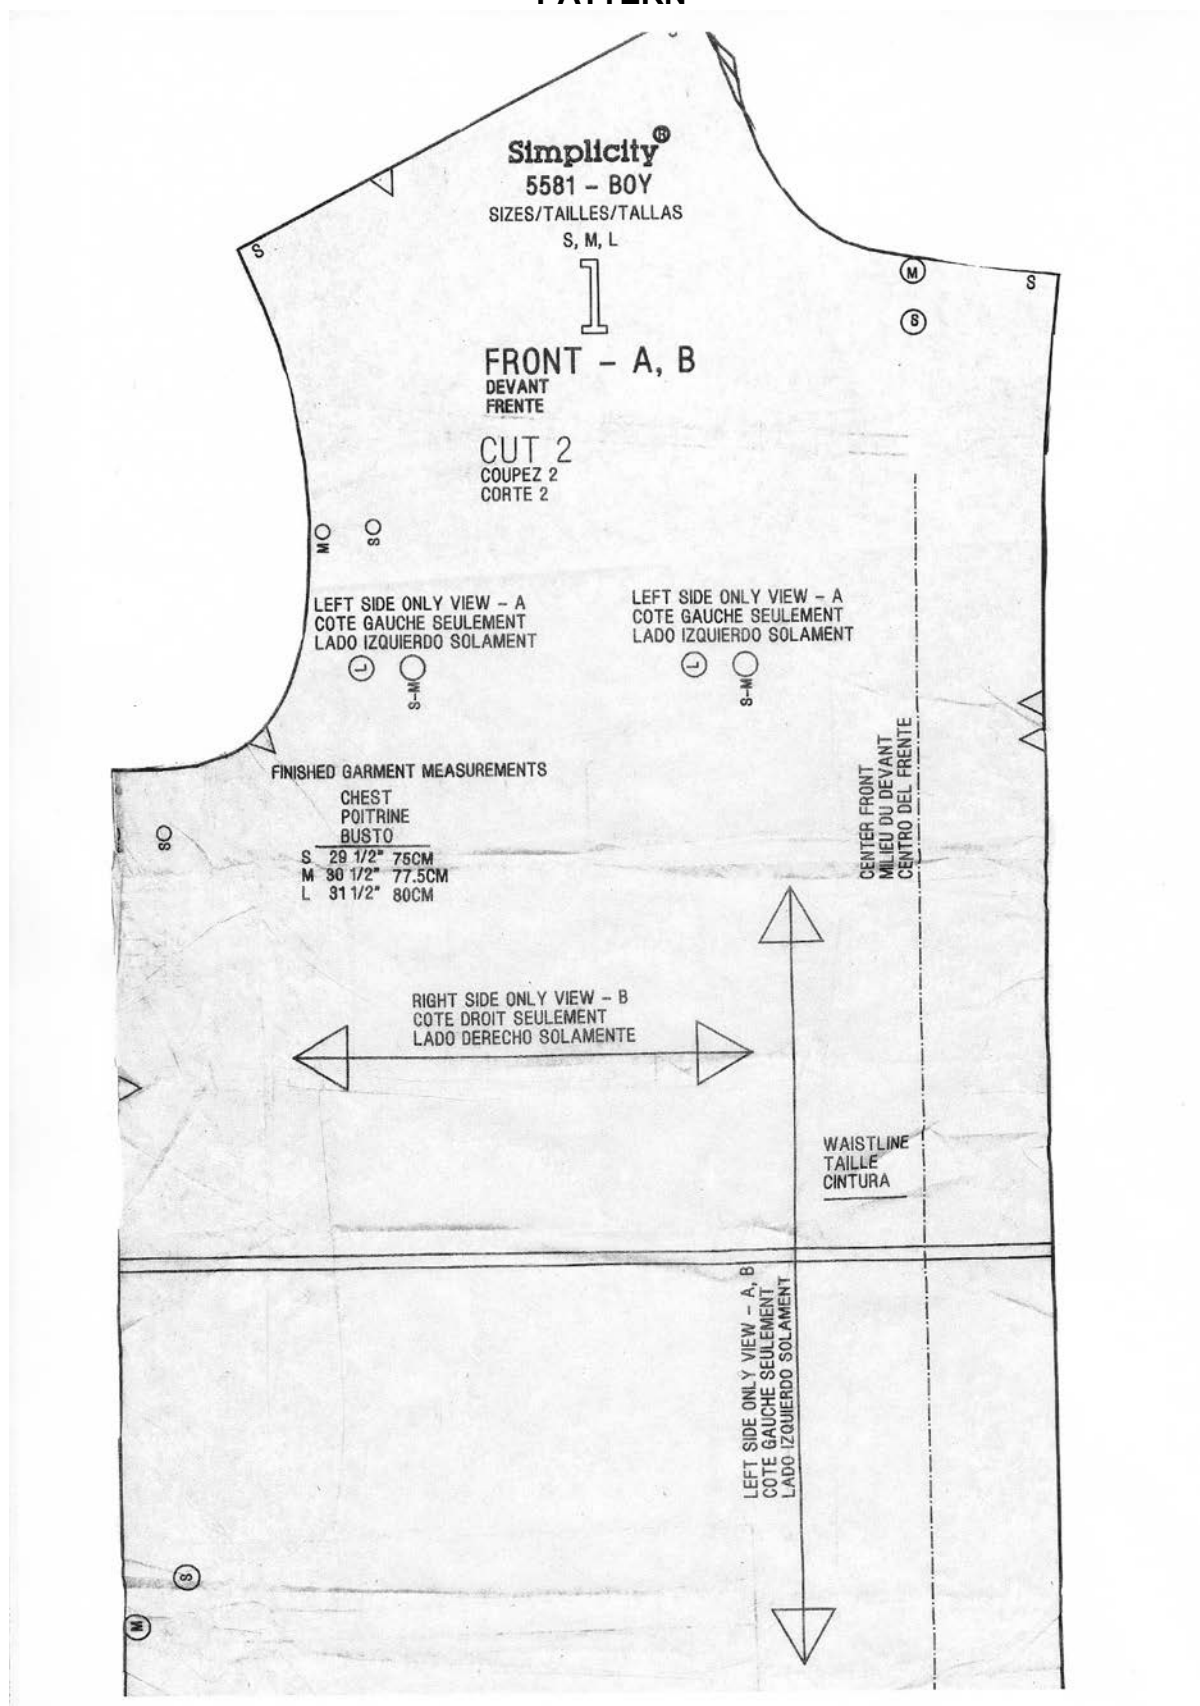 PATTERN
Simplicity®
5581 - BOY
SIZES/TAILLES/TALLAS
S, M, L
S
1
M
S
S
FRONT - A, B
DEVANT
FRENTE
CUT 2
COUPEZ 2
CORTE 2
M
S
LEFT SIDE ONLY VIEW - A
COTE GAUCHE SEULEMENT
LADO IZQUIERDO SOLAMENT
L
S-M
LEFT SIDE ONLY VIEW - A
COTE GAUCHE SEULEMENT
LADO IZQUIERDO SOLAMENT
L
S-M
CENTER FRONT
MILIEU DU DEVANT
CENTRO DEL FRENTE
FINISHED GARMENT MEASUREMENTS
CHEST
POITRINE
BUSTO
S 29 1/2" 75CM
M 30 1/2" 77.5CM
L 31 1/2" 80CM
S
RIGHT SIDE ONLY VIEW - B
COTE DROIT SEULEMENT
LADO DERECHO SOLAMENTE
WAISTLINE
TAILLE
CINTURA
LEFT SIDE ONLY VIEW - A, B
COTE GAUCHE SEULEMENT
LADO IZQUIERDO SOLAMENT
S
M